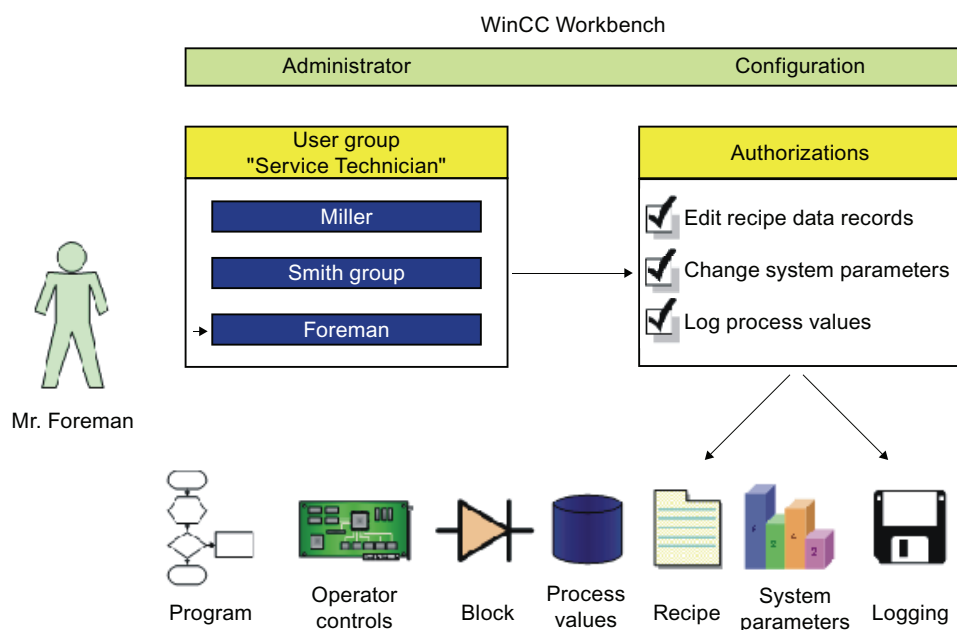 WinCC Workbench
Administrator
Configuration
User group
"Service Technician"
Authorizations
Miller
Smith group
Foreman
Edit recipe data records
Change system parameters
Log process values
Mr. Foreman
Program
Operator
controls
Block
Process
values
Recipe
System
parameters
Logging